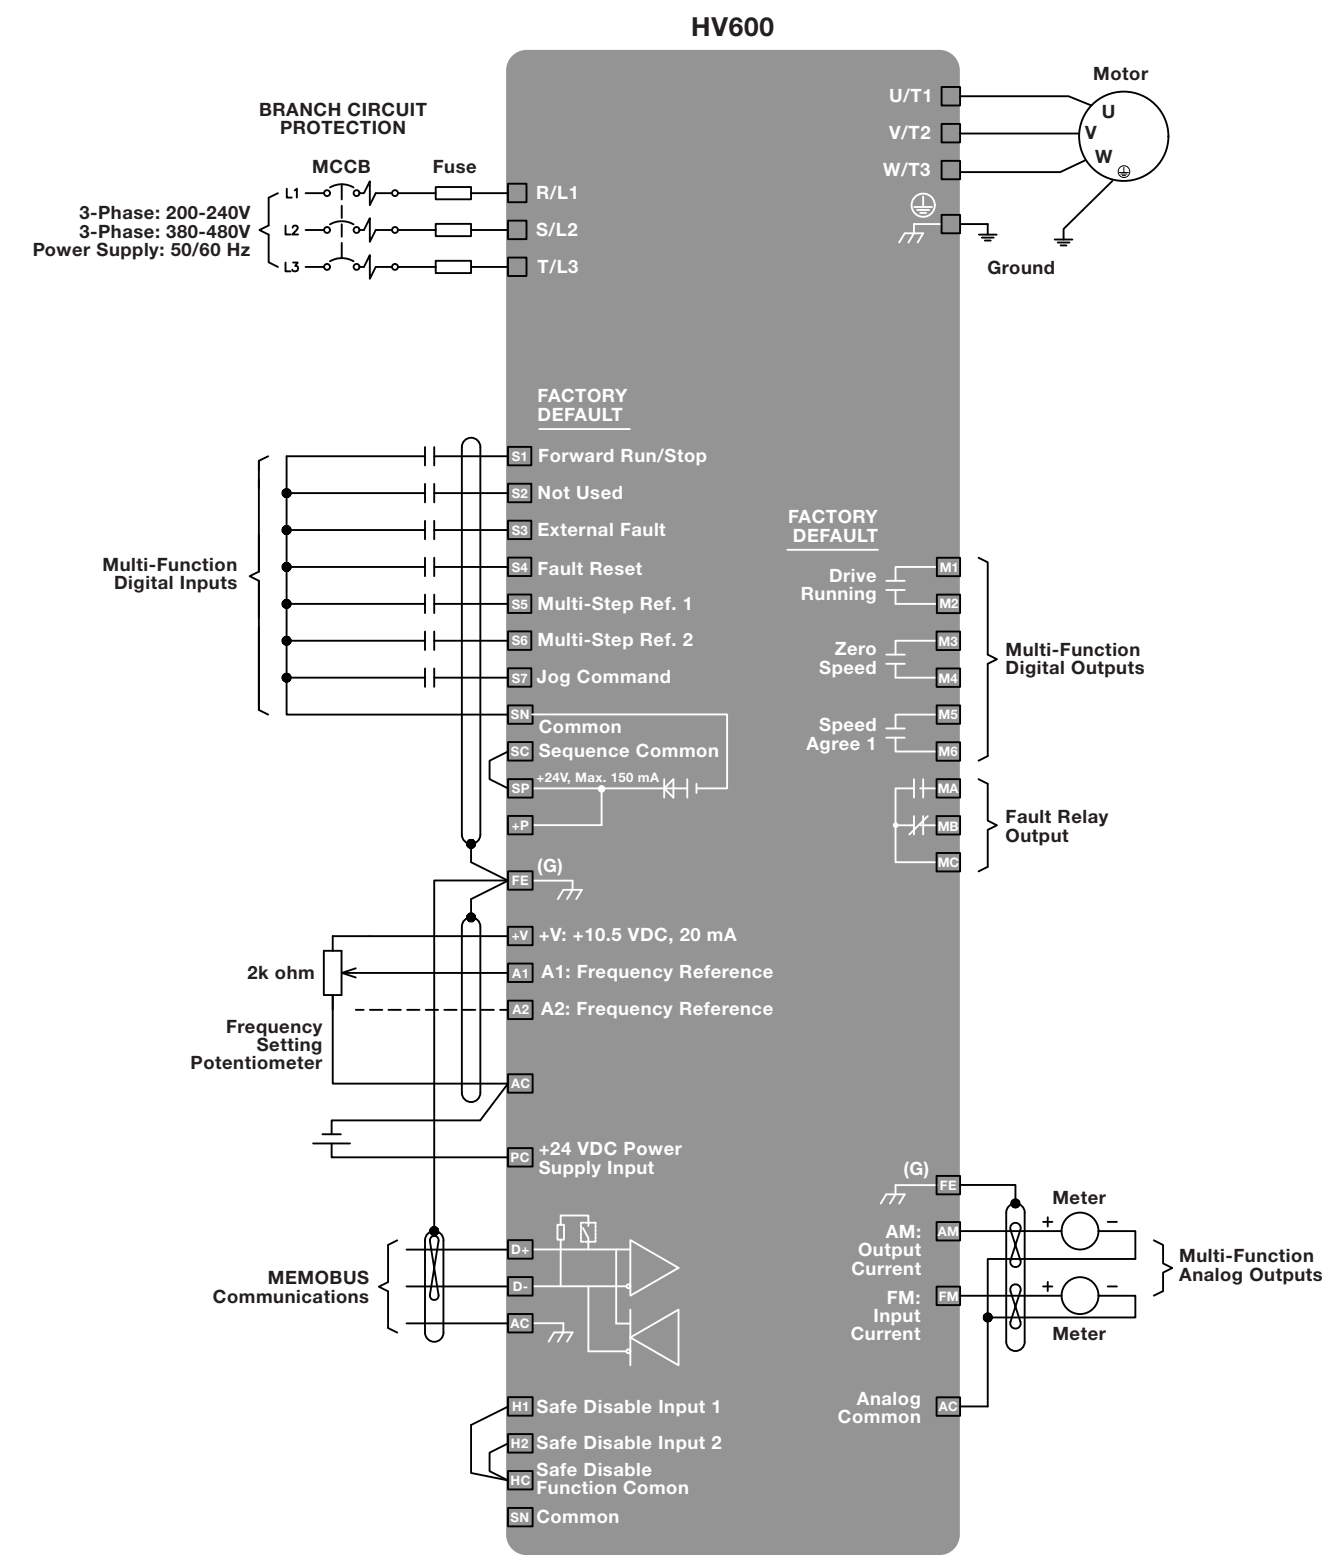 HV600
BRANCH CIRCUIT
PROTECTION
MCCB
Fuse
L1
L2
L3
3-Phase: 200-240V
3-Phase: 380-480V
Power Supply: 50/60 Hz
R/L1
S/L2
T/L3
U/T1
V/T2
W/T3
Motor
U
V
W
Ground
FACTORY
DEFAULT
Multi-Function
Digital Inputs
S1 Forward Run/Stop
S2 Not Used
S3 External Fault
S4 Fault Reset
S5 Multi-Step Ref. 1
S6 Multi-Step Ref. 2
S7 Jog Command
SN
Common
SC Sequence Common
SP +24V, Max. 150 mA
+P
FACTORY
DEFAULT
Drive
Running
M1
M2
Zero
Speed
M3
M4
Speed
Agree 1
M5
M6
Multi-Function
Digital Outputs
MA
MB
MC
Fault Relay
Output
(G)
FE
+V +V: +10.5 VDC, 20 mA
A1 A1: Frequency Reference
A2 A2: Frequency Reference
2k ohm
Frequency
Setting
Potentiometer
AC
PC +24 VDC Power
Supply Input
MEMOBUS
Communications
D+
D-
AC
(G)
FE
AM:
Output
Current
AM
FM:
Input
Current
FM
Analog
Common
AC
Meter
+ −
+ −
Meter
Multi-Function
Analog Outputs
H1 Safe Disable Input 1
H2 Safe Disable Input 2
HC Safe Disable
Function Comon
SN Common